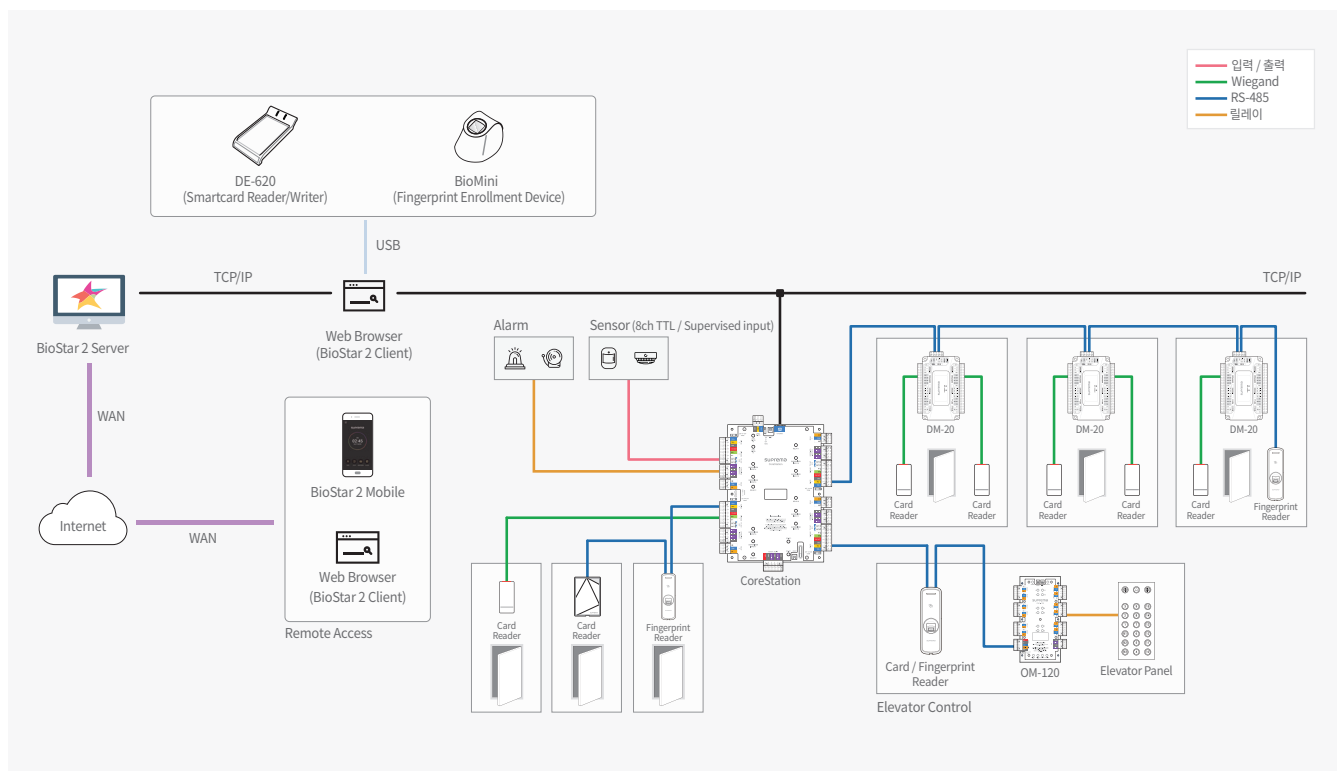 입력 / 출력
Wiegand
RS-485
릴레이
DE-620
(Smartcard Reader/Writer)
BioMini
(Fingerprint Enrollment Device)
USB
TCP/IP
TCP/IP
BioStar 2 Server
Web Browser
(BioStar 2 Client)
Alarm
Sensor (8ch TTL / Supervised input)
WAN
DM-20
DM-20
DM-20
suprema
BioStar 2 Mobile
Card
Reader
Card
Reader
Card
Reader
Card
Reader
Card
Reader
Fingerprint
Reader
Internet
WAN
Web Browser
(BioStar 2 Client)
Remote Access
CoreStation
Card
Reader
Card
Reader
Fingerprint
Reader
Card / Fingerprint
Reader
OM-120
Elevator Panel
Elevator Control